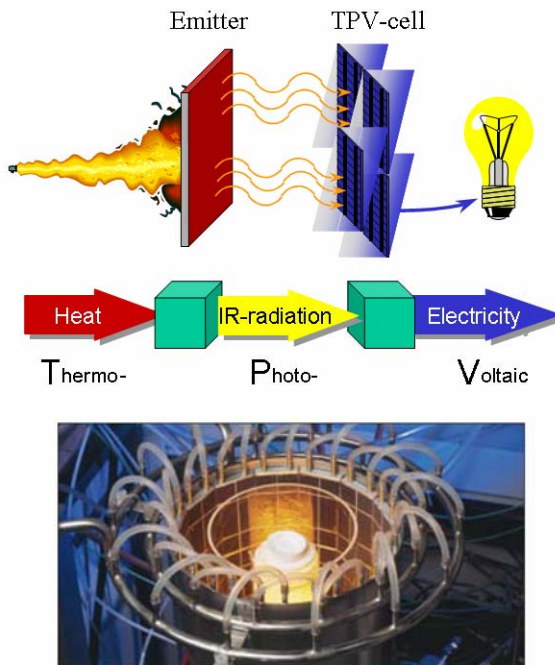 Emitter TPV-cell
Heat IR-radiation Electricity
Thermo- Photo- Voltaic